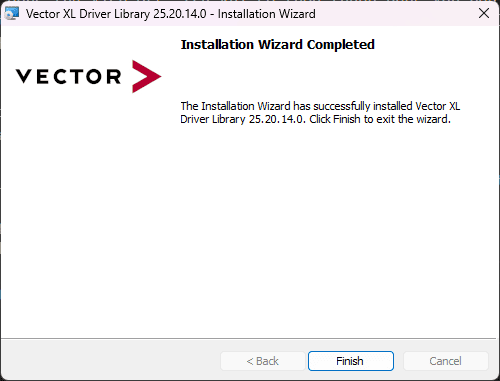 Vector XL Driver Library 25.20.14.0 - Installation Wizard
Installation Wizard Completed
VECTOR
The Installation Wizard has successfully installed Vector XL
Driver Library 25.20.14.0. Click Finish to exit the wizard.
< Back
Finish
Cancel